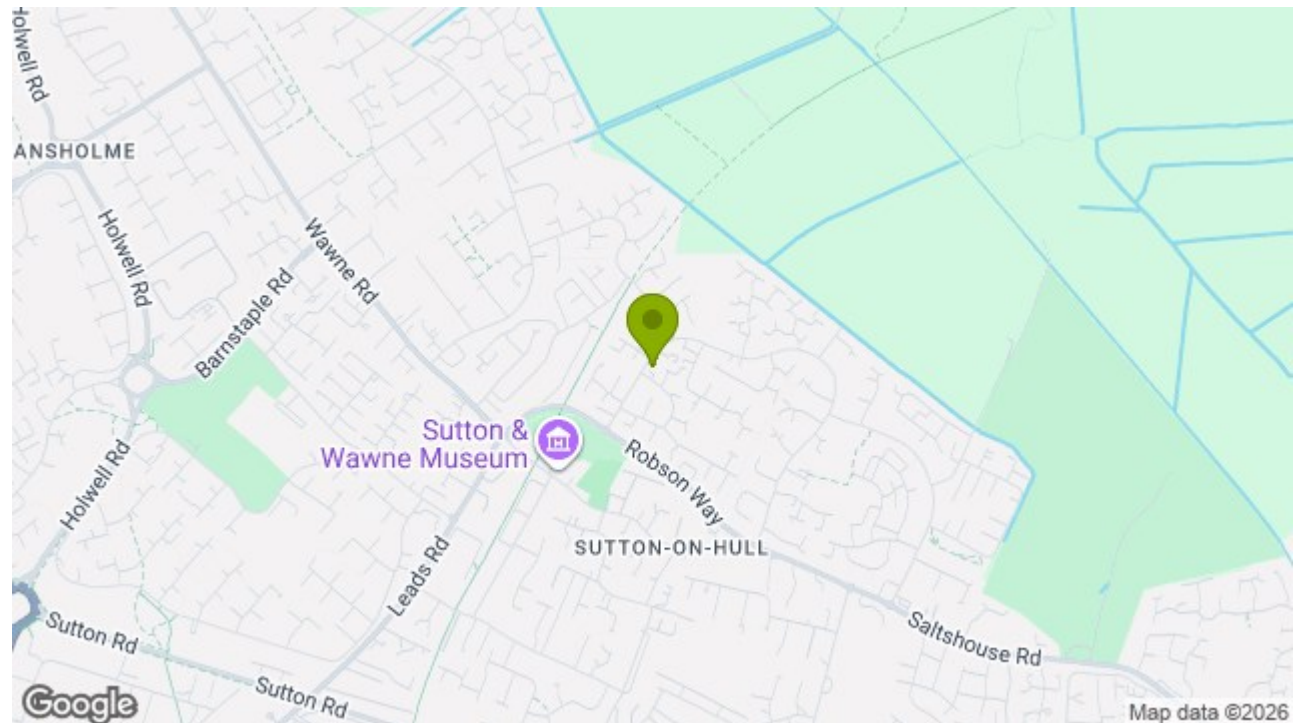 Holwell Rd
ANSHOLME
Holwell Rd
Wawne Rd
Barnstaple Rd
Sutton &
Wawne Museum
Robson Way
Holwell Rd
SUTTON-ON-HULL
Leads Rd
Saltshouse Rd
Sutton Rd
Sutton Rd
Google
Map data ©2026